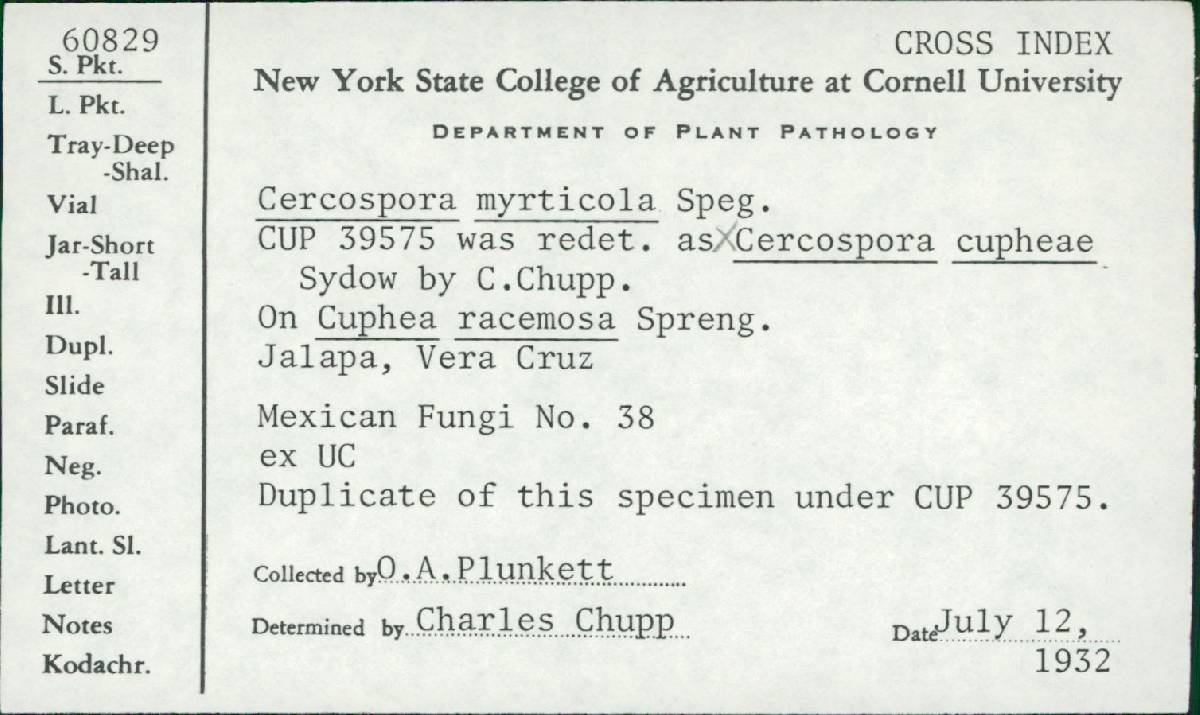 60829
S. Pkt.
L. Pkt.
Tray-Deep
-Shal.
Vial
Jar-Short
-Tall
Ill.
Dupl.
Slide
Paraf.
Neg.
Photo.
Lant. Sl.
Letter
Notes
Kodachr.
CROSS INDEX
New York State College of Agriculture at Cornell University
DEPARTMENT OF PLANT PATHOLOGY
Cercospora myrticola Speg.
CUP 39575 was redet. as X Cercospora cupheae
Sydow by C.Chupp.
On Cuphea racemosa Spreng.
Jalapa, Vera Cruz
Mexican Fungi No. 38
ex UC
Duplicate of this specimen under CUP 39575.
Collected by O.A.Plunkett
Determined by Charles Chupp
Date July 12,
1932